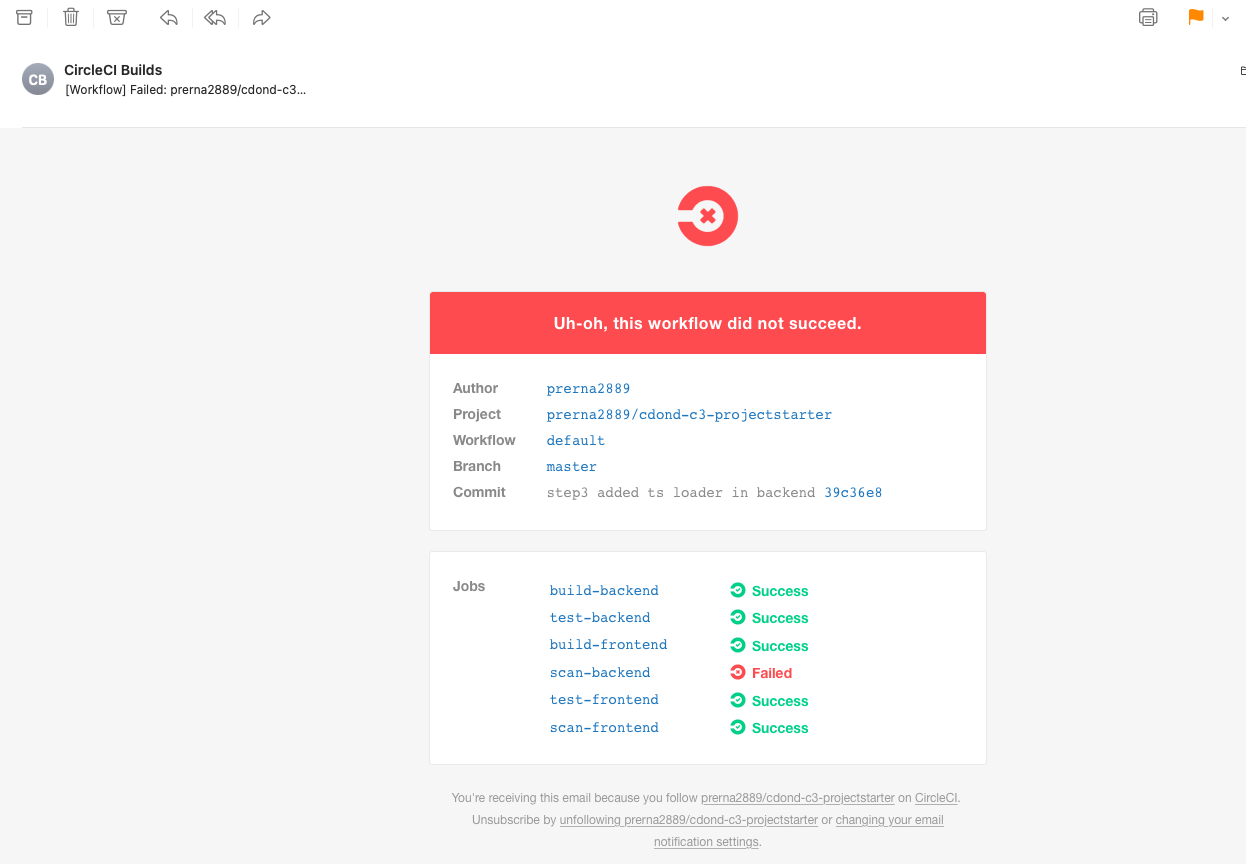 CB
CircleCI Builds
[Workflow] Failed: prerna2889/cdond-c3...
Uh-oh, this workflow did not succeed.
Author prerna2889
Project prerna2889/cdond-c3-projectstarter
Workflow default
Branch master
Commit step3 added ts loader in backend 39c36e8
Jobs build-backend Success
test-backend Success
build-frontend Success
scan-backend Failed
test-frontend Success
scan-frontend Success
You're receiving this email because you follow prerna2889/cdond-c3-projectstarter on CircleCI.
Unsubscribe by unfollowing prerna2889/cdond-c3-projectstarter or changing your email
notification settings.